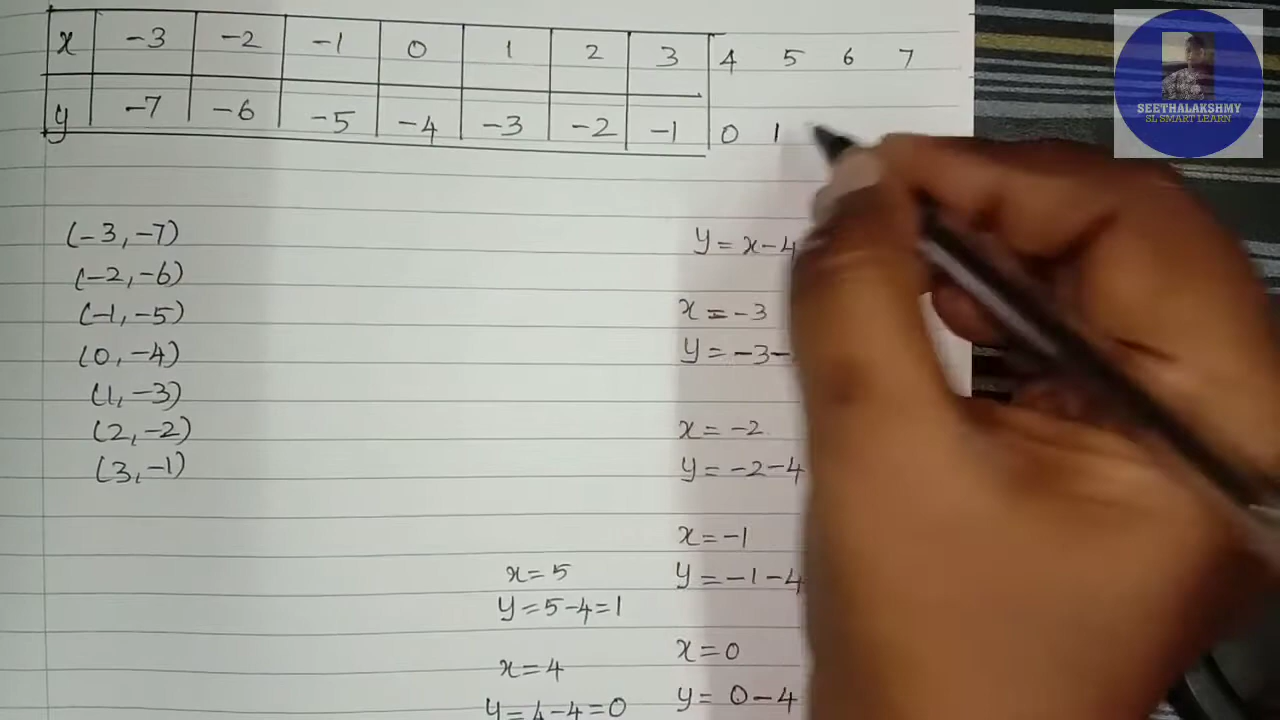 x -3 -2 -1 0 1 2 3 4 5 6 7
y -7 -6 -5 -4 -3 -2 -1 0 1
(-3, -7)
(-2, -6)
(-1, -5)
(0, -4)
(1, -3)
(2, -2)
(3, -1)
x = 5
y = 5-4 = 1
x = 4
y = 4-4 = 0
y = x-4
x = -3
y = -3-
x = -2
y = -2-4
x = -1
y = -1-4
x = 0
y = 0-4
SEETHALAKSHMY
SL SMART LEARN